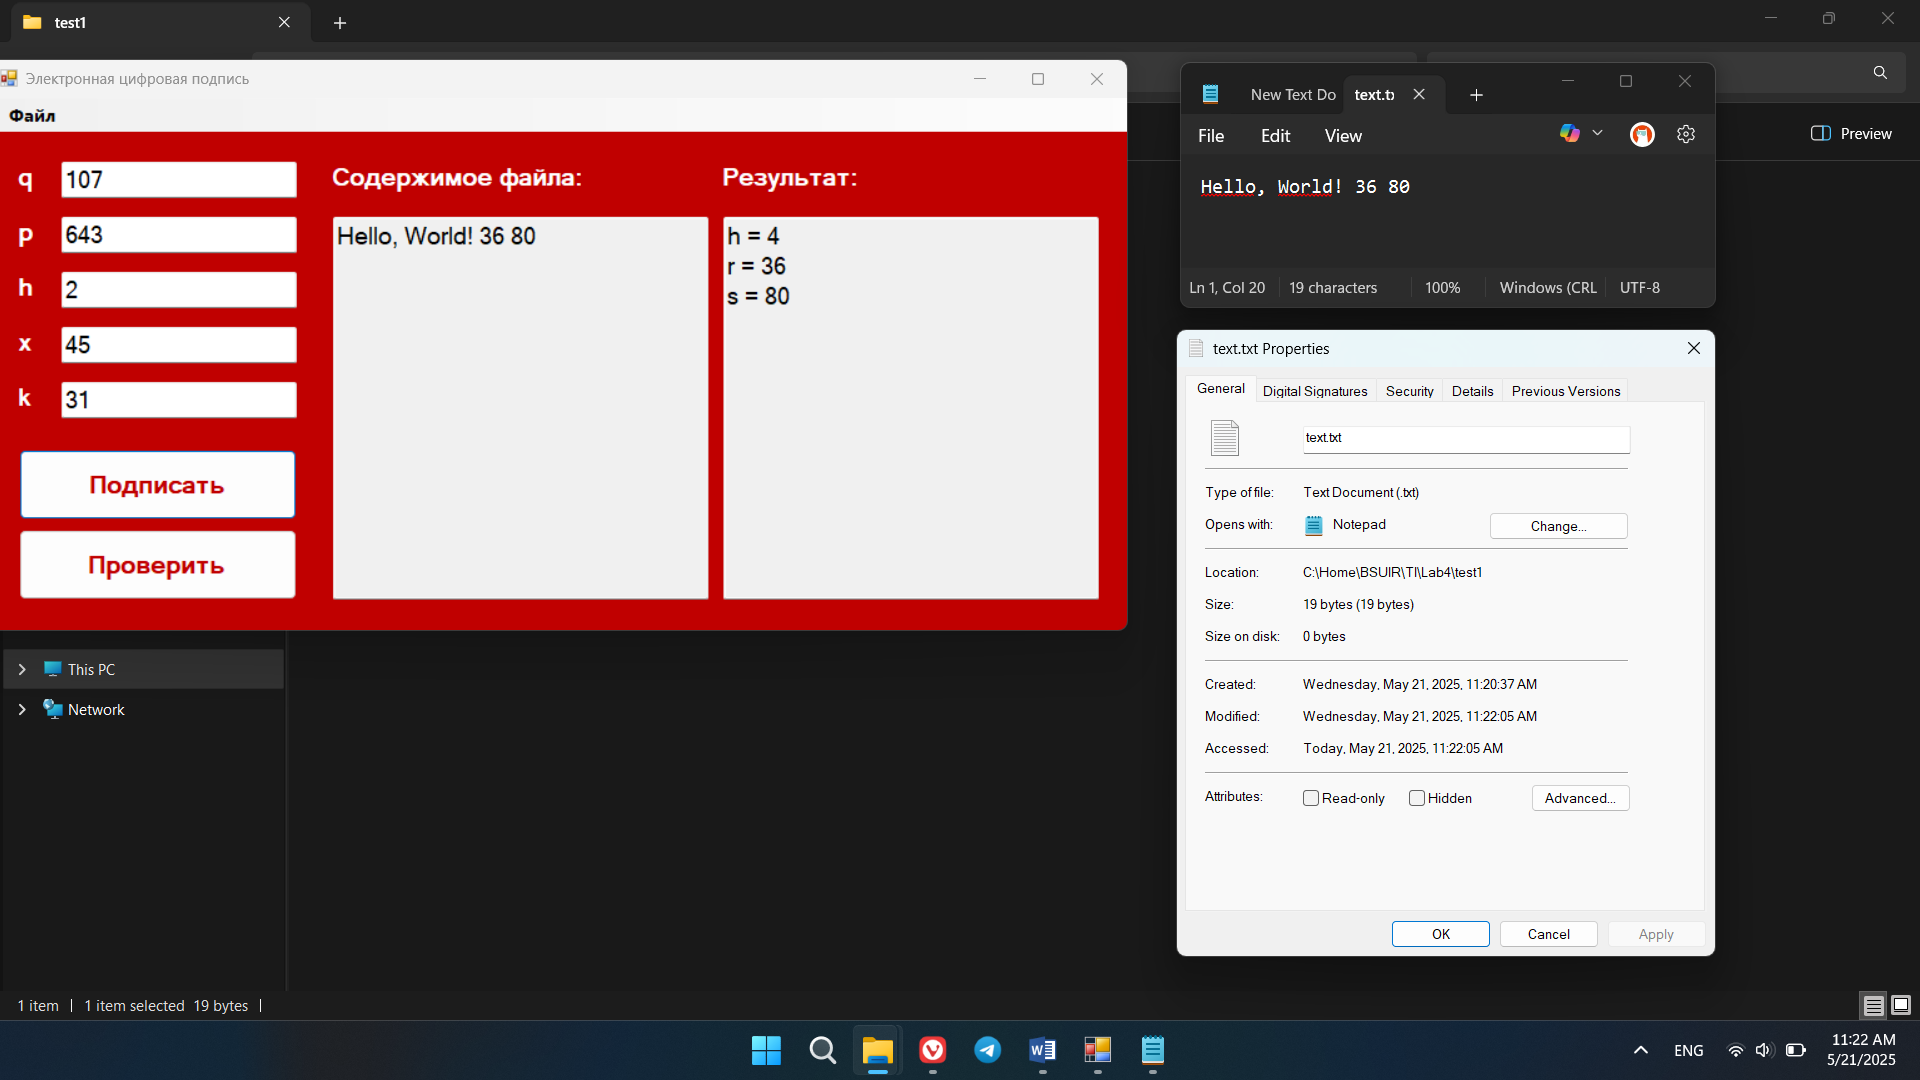 test1
Электронная цифровая подпись
Файл
q 107
p 643
h 2
x 45
k 31
Подписать
Проверить
Содержимое файла:
Hello, World! 36 80
Результат:
h = 4
r = 36
s = 80
New Text Do
text.t
File Edit View
Hello, World! 36 80
Ln 1, Col 20 19 characters 100% Windows (CRL UTF-8
Preview
text.txt Properties
General Digital Signatures Security Details Previous Versions
text.txt
Type of file: Text Document (.txt)
Opens with: Notepad Change...
Location: C:\Home\BSUIR\TI\Lab4\test1
Size: 19 bytes (19 bytes)
Size on disk: 0 bytes
Created: Wednesday, May 21, 2025, 11:20:37 AM
Modified: Wednesday, May 21, 2025, 11:22:05 AM
Accessed: Today, May 21, 2025, 11:22:05 AM
Attributes: Read-only Hidden Advanced...
OK Cancel Apply
This PC
Network
1 item 1 item selected 19 bytes
ENG
11:22 AM
5/21/2025